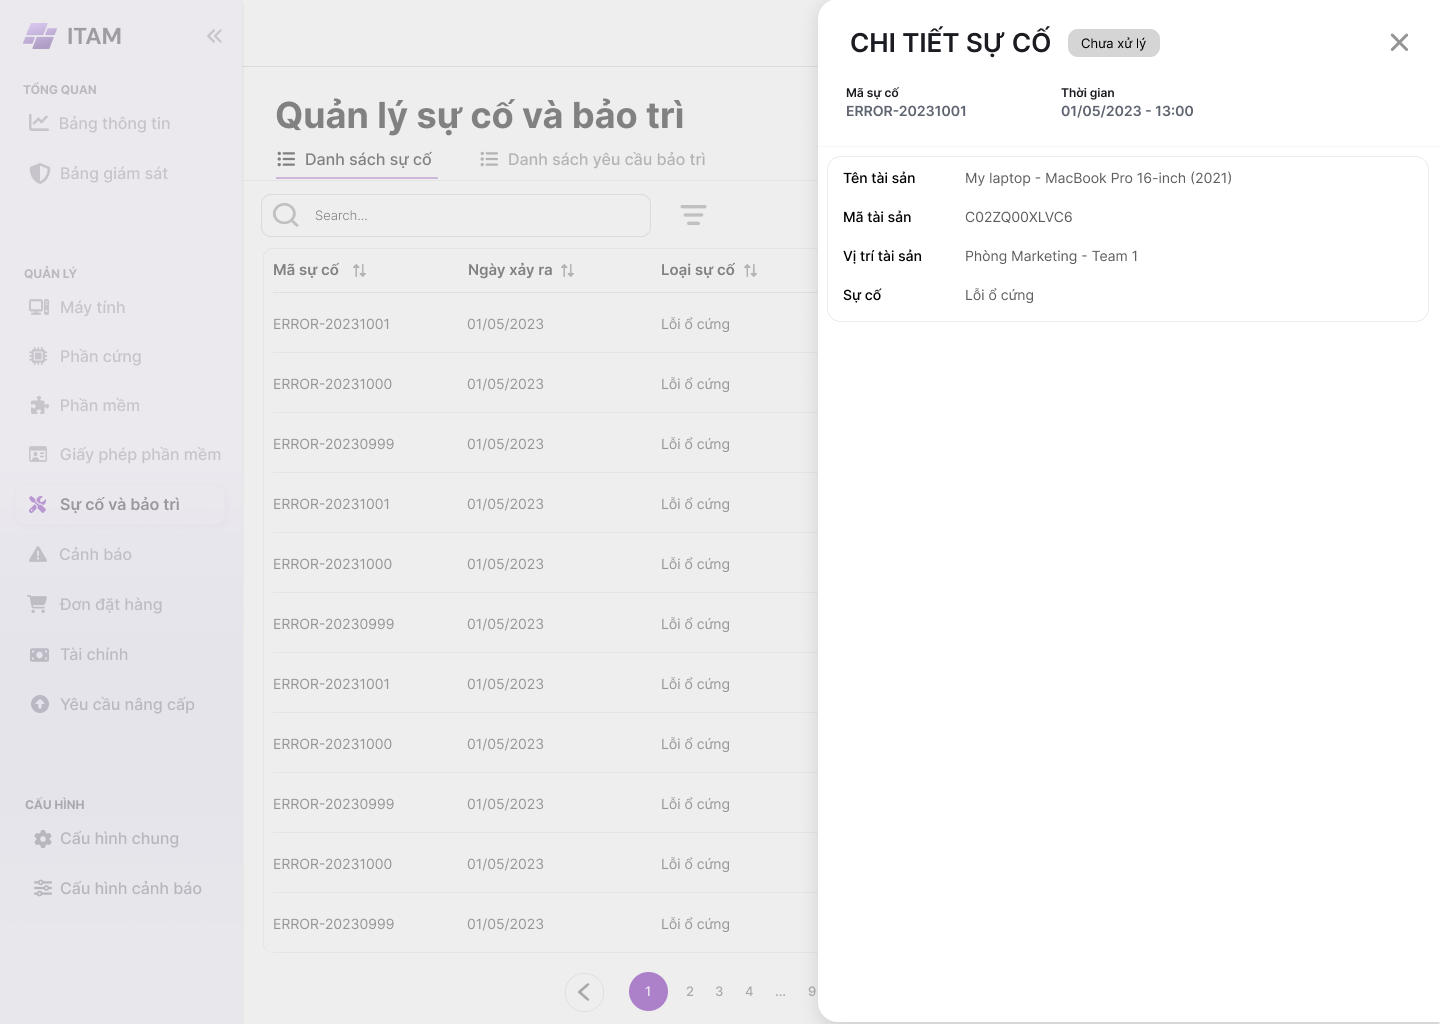 ITAM
TỔNG QUAN
Bảng thông tin
Bảng giám sát
QUẢN LÝ
Máy tính
Phần cứng
Phần mềm
Giấy phép phần mềm
Sự cố và bảo trì
Cảnh báo
Đơn đặt hàng
Tài chính
Yêu cầu nâng cấp
CẤU HÌNH
Cấu hình chung
Cấu hình cảnh báo
Quản lý sự cố và bảo trì
Danh sách sự cố Danh sách yêu cầu bảo trì
Search...
Mã sự cố Ngày xảy ra Loại sự cố
ERROR-20231001 01/05/2023 Lỗi ổ cứng
ERROR-20231000 01/05/2023 Lỗi ổ cứng
ERROR-20230999 01/05/2023 Lỗi ổ cứng
ERROR-20231001 01/05/2023 Lỗi ổ cứng
ERROR-20231000 01/05/2023 Lỗi ổ cứng
ERROR-20230999 01/05/2023 Lỗi ổ cứng
ERROR-20231001 01/05/2023 Lỗi ổ cứng
ERROR-20231000 01/05/2023 Lỗi ổ cứng
ERROR-20230999 01/05/2023 Lỗi ổ cứng
ERROR-20231000 01/05/2023 Lỗi ổ cứng
ERROR-20230999 01/05/2023 Lỗi ổ cứng
1 2 3 4 ... 9
CHI TIẾT SỰ CỐ Chưa xử lý
Mã sự cố Thời gian
ERROR-20231001 01/05/2023 - 13:00
Tên tài sản My laptop - MacBook Pro 16-inch (2021)
Mã tài sản C02ZQ00XLVC6
Vị trí tài sản Phòng Marketing - Team 1
Sự cố Lỗi ổ cứng